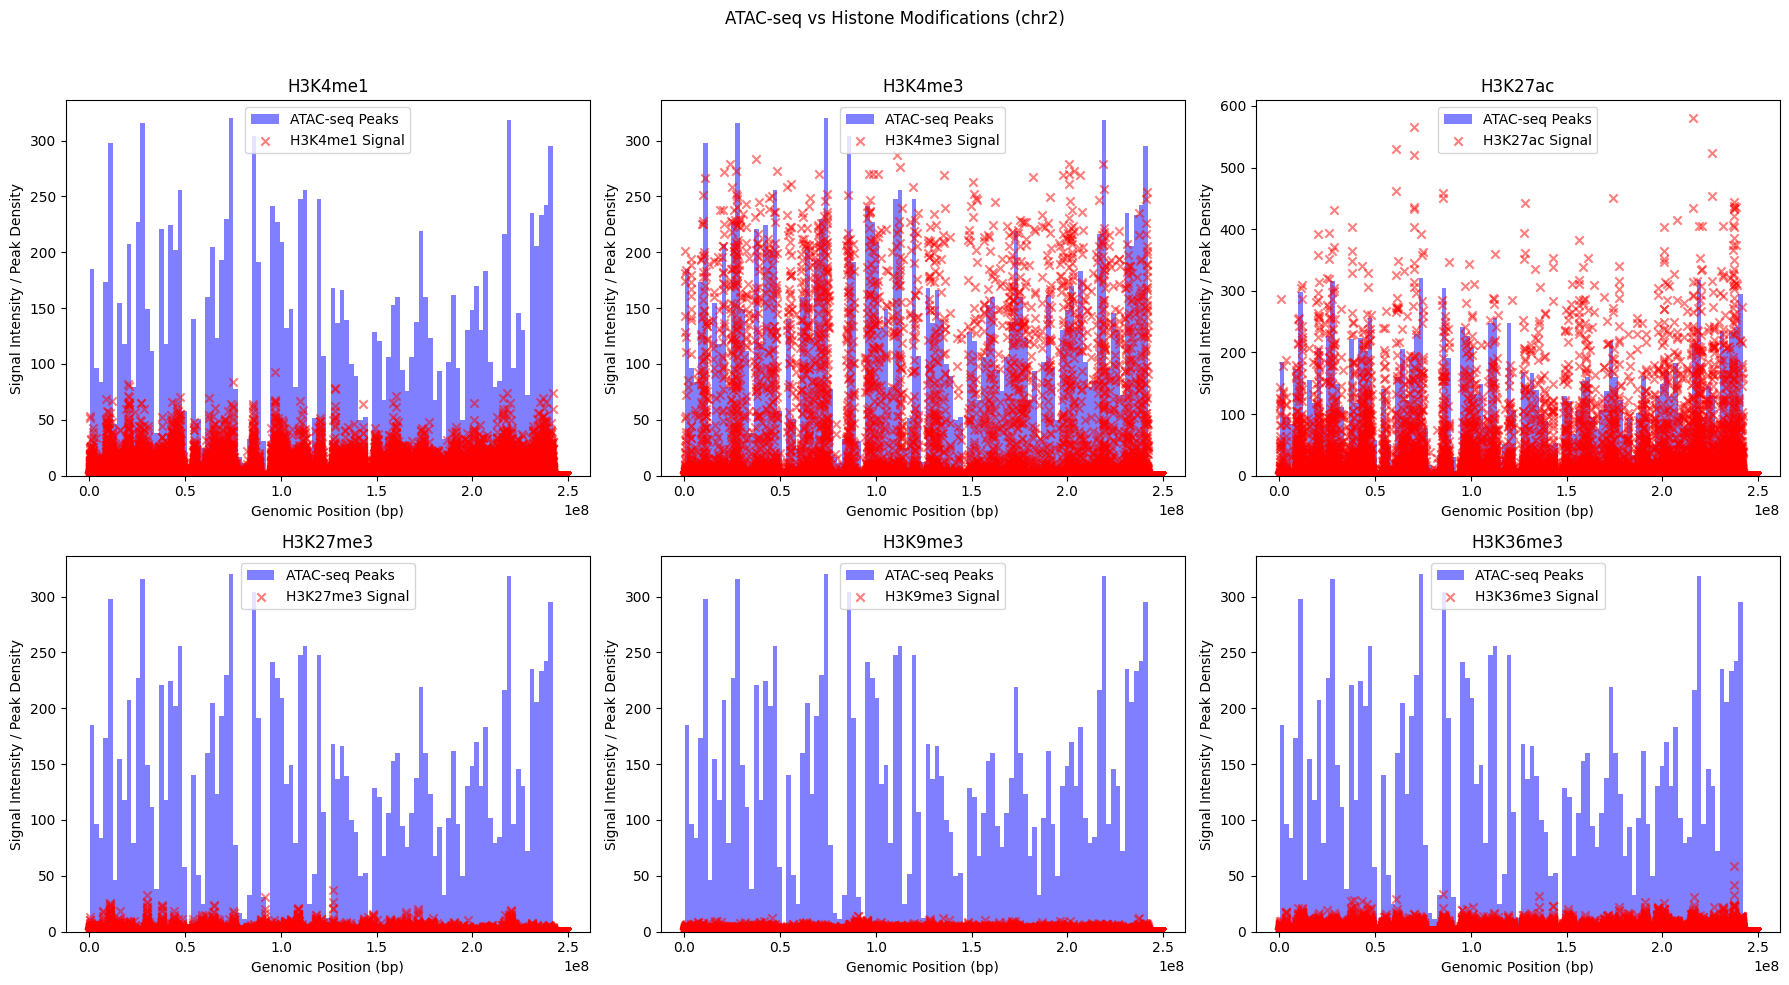 ATAC-seq vs Histone Modifications (chr2)
H3K4me1
Signal Intensity / Peak Density
300
250
200
150
100
50
0
ATAC-seq Peaks
H3K4me1 Signal
0.0 0.5 1.0 1.5 2.0 2.5
1e8
Genomic Position (bp)
H3K4me3
Signal Intensity / Peak Density
300
250
200
150
100
50
0
ATAC-seq Peaks
H3K4me3 Signal
0.0 0.5 1.0 1.5 2.0 2.5
1e8
Genomic Position (bp)
H3K27ac
Signal Intensity / Peak Density
600
500
400
300
200
100
0
ATAC-seq Peaks
H3K27ac Signal
0.0 0.5 1.0 1.5 2.0 2.5
1e8
Genomic Position (bp)
H3K27me3
Signal Intensity / Peak Density
300
250
200
150
100
50
0
ATAC-seq Peaks
H3K27me3 Signal
0.0 0.5 1.0 1.5 2.0 2.5
1e8
Genomic Position (bp)
H3K9me3
Signal Intensity / Peak Density
300
250
200
150
100
50
0
ATAC-seq Peaks
H3K9me3 Signal
0.0 0.5 1.0 1.5 2.0 2.5
1e8
Genomic Position (bp)
H3K36me3
Signal Intensity / Peak Density
300
250
200
150
100
50
0
ATAC-seq Peaks
H3K36me3 Signal
0.0 0.5 1.0 1.5 2.0 2.5
1e8
Genomic Position (bp)